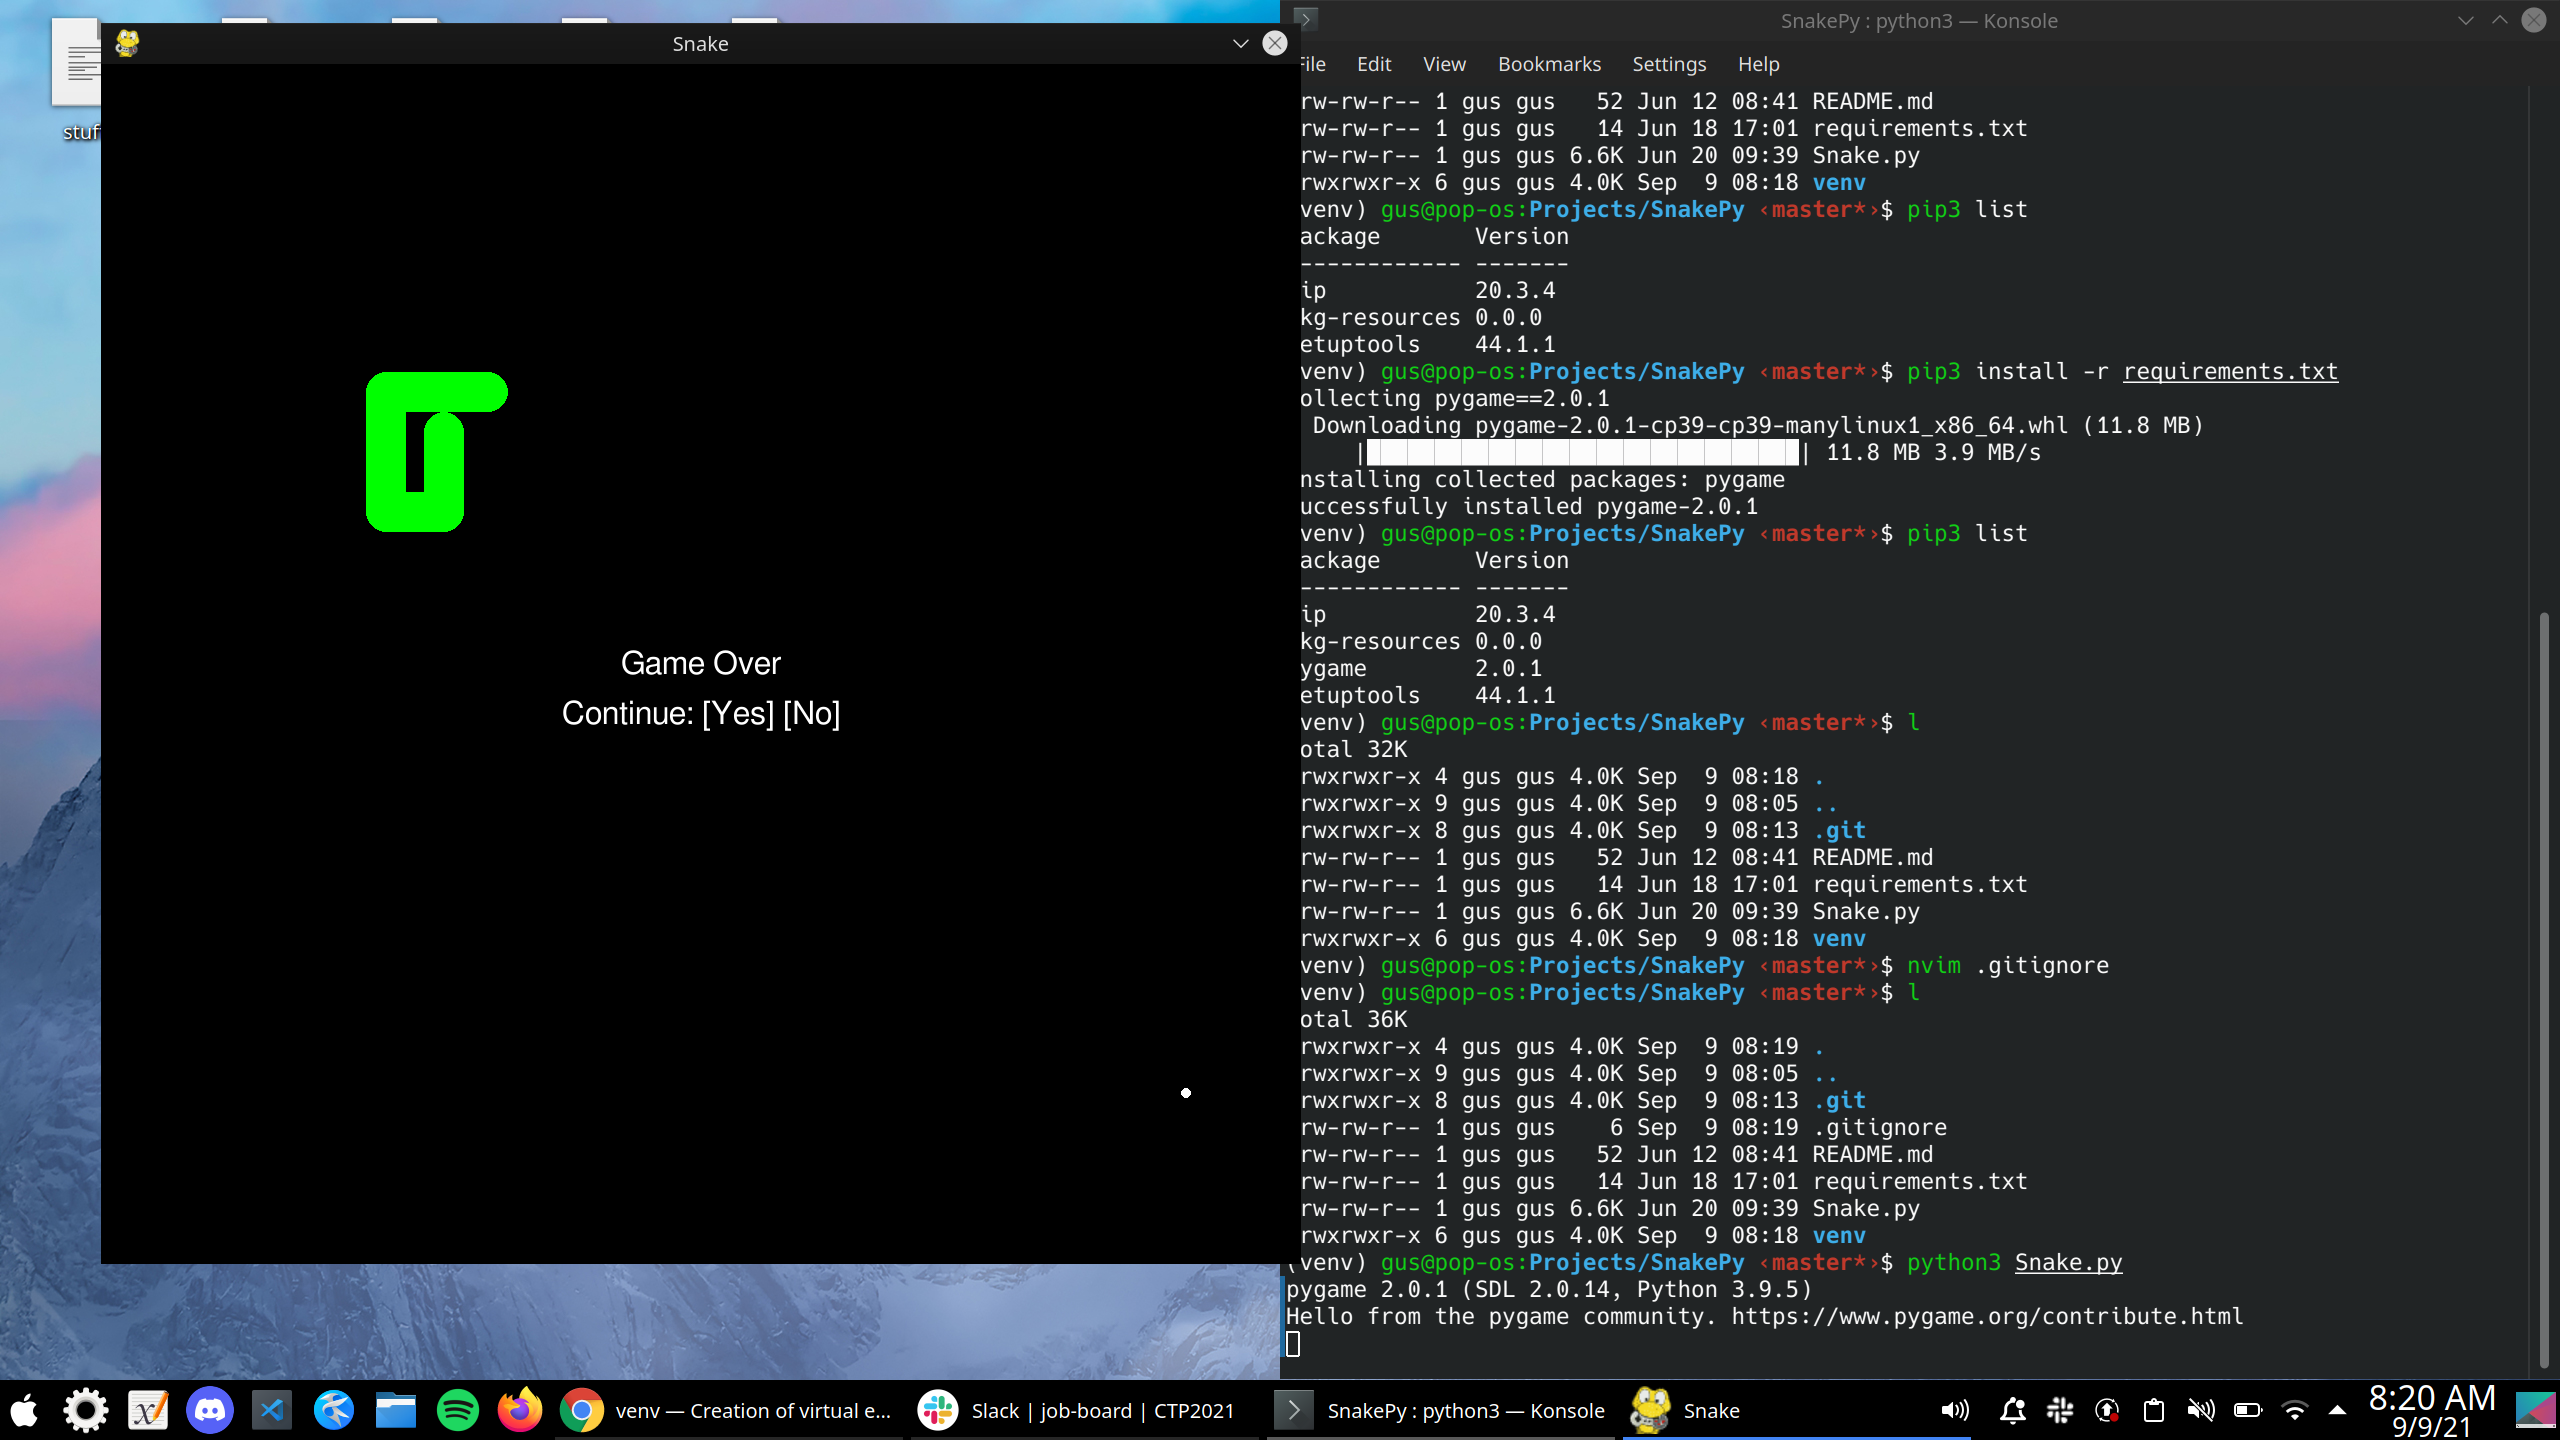 stuf
Snake
Game Over
Continue: [Yes] [No]
SnakePy : python3 — Konsole
File Edit View Bookmarks Settings Help
rw-rw-r-- 1 gus gus   52 Jun 12 08:41 README.md
rw-rw-r-- 1 gus gus   14 Jun 18 17:01 requirements.txt
rw-rw-r-- 1 gus gus 6.6K Jun 20 09:39 Snake.py
rwxrwxr-x 6 gus gus 4.0K Sep  9 08:18 venv
venv) gus@pop-os:Projects/SnakePy ‹master*›$ pip3 list
ackage       Version
------------ -------
ip           20.3.4
kg-resources 0.0.0
etuptools    44.1.1
venv) gus@pop-os:Projects/SnakePy ‹master*›$ pip3 install -r requirements.txt
ollecting pygame==2.0.1
Downloading pygame-2.0.1-cp39-cp39-manylinux1_x86_64.whl (11.8 MB)
| | 11.8 MB 3.9 MB/s
nstalling collected packages: pygame
uccessfully installed pygame-2.0.1
venv) gus@pop-os:Projects/SnakePy ‹master*›$ pip3 list
ackage       Version
------------ -------
ip           20.3.4
kg-resources 0.0.0
ygame        2.0.1
etuptools    44.1.1
venv) gus@pop-os:Projects/SnakePy ‹master*›$ l
otal 32K
rwxrwxr-x 4 gus gus 4.0K Sep  9 08:18 .
rwxrwxr-x 9 gus gus 4.0K Sep  9 08:05 ..
rwxrwxr-x 8 gus gus 4.0K Sep  9 08:13 .git
rw-rw-r-- 1 gus gus   52 Jun 12 08:41 README.md
rw-rw-r-- 1 gus gus   14 Jun 18 17:01 requirements.txt
rw-rw-r-- 1 gus gus 6.6K Jun 20 09:39 Snake.py
rwxrwxr-x 6 gus gus 4.0K Sep  9 08:18 venv
venv) gus@pop-os:Projects/SnakePy ‹master*›$ nvim .gitignore
venv) gus@pop-os:Projects/SnakePy ‹master*›$ l
otal 36K
rwxrwxr-x 4 gus gus 4.0K Sep  9 08:19 .
rwxrwxr-x 9 gus gus 4.0K Sep  9 08:05 ..
rwxrwxr-x 8 gus gus 4.0K Sep  9 08:13 .git
rw-rw-r-- 1 gus gus    6 Sep  9 08:19 .gitignore
rw-rw-r-- 1 gus gus   52 Jun 12 08:41 README.md
rw-rw-r-- 1 gus gus   14 Jun 18 17:01 requirements.txt
rw-rw-r-- 1 gus gus 6.6K Jun 20 09:39 Snake.py
rwxrwxr-x 6 gus gus 4.0K Sep  9 08:18 venv
(venv) gus@pop-os:Projects/SnakePy ‹master*›$ python3 Snake.py
pygame 2.0.1 (SDL 2.0.14, Python 3.9.5)
Hello from the pygame community. https://www.pygame.org/contribute.html
venv — Creation of virtual e... Slack | job-board | CTP2021 SnakePy : python3 — Konsole Snake 8:20 AM
9/9/21